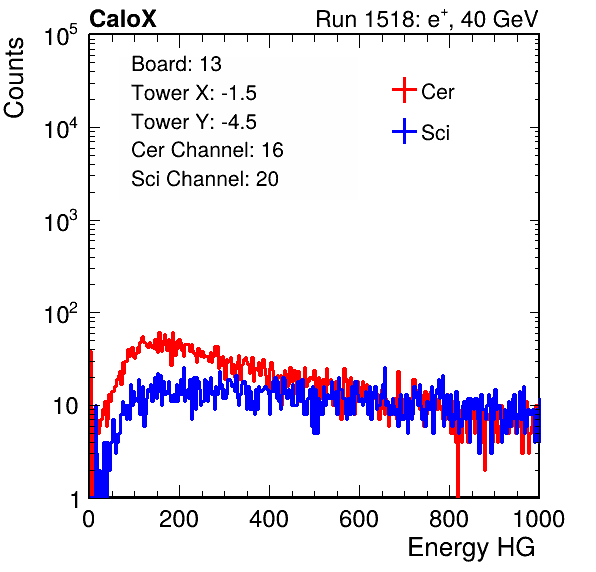 CaloX Run 1518: e⁺, 40 GeV
Counts
Board: 13
Tower X: -1.5
Tower Y: -4.5
Cer Channel: 16
Sci Channel: 20
Cer
Sci
10⁵
10⁴
10³
10²
10
1
0 200 400 600 800 1000
Energy HG